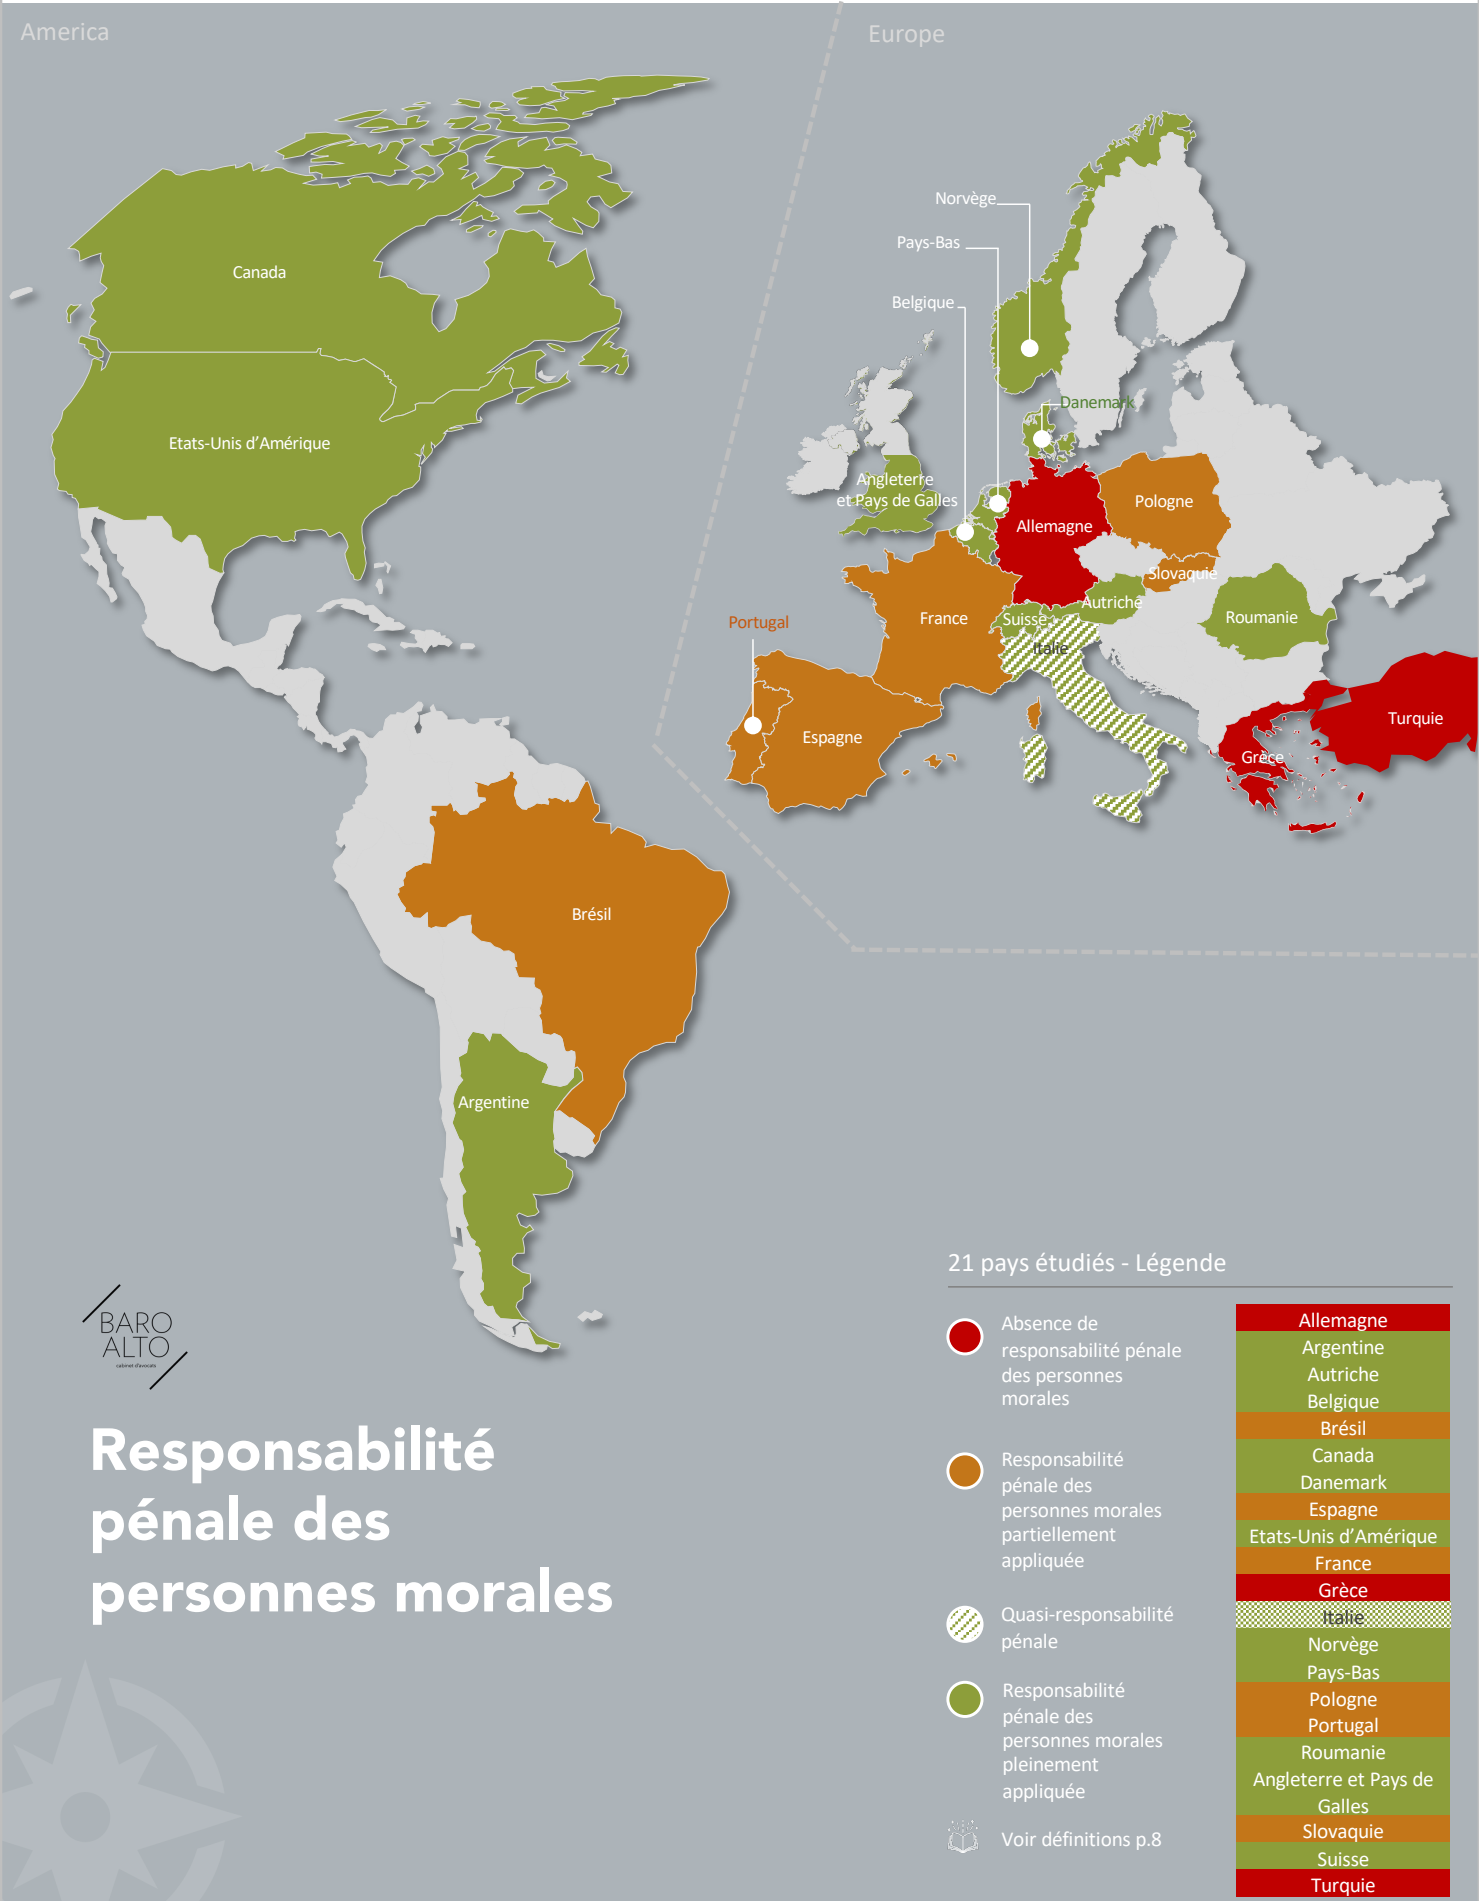 America
Europe
Norvège
Pays-Bas
Canada
Belgique
Danemark
Etats-Unis d’Amérique
Angleterre
et Pays de Galles
Pologne
Allemagne
Slovaquie
Autriche
Portugal
France
Suisse
Roumanie
Italie
Turquie
Espagne
Grèce
Brésil
Argentine
BARO
ALTO
cabinet d'avocats
Responsabilité
pénale des
personnes morales
21 pays étudiés - Légende
Absence de
responsabilité pénale
des personnes
morales
Responsabilité
pénale des
personnes morales
partiellement
appliquée
Quasi-responsabilité
pénale
Responsabilité
pénale des
personnes morales
pleinement
appliquée
Voir définitions p.8
Allemagne
Argentine
Autriche
Belgique
Brésil
Canada
Danemark
Espagne
Etats-Unis d’Amérique
France
Grèce
Italie
Norvège
Pays-Bas
Pologne
Portugal
Roumanie
Angleterre et Pays de
Galles
Slovaquie
Suisse
Turquie